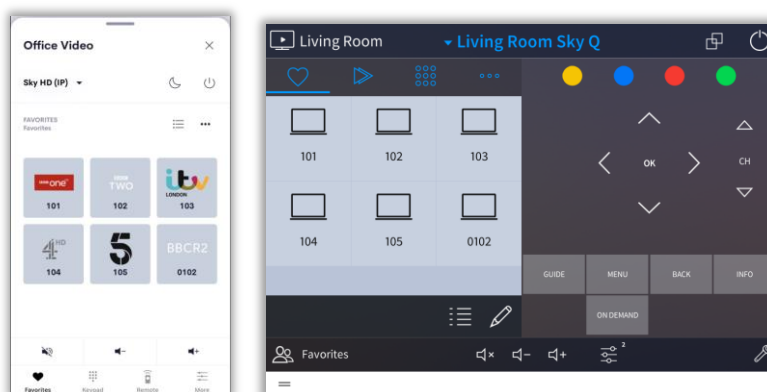 Office Video
Sky HD (IP)
FAVORITES
Favorites
BBC one
101
BBC TWO
102
itv
LONDON
103
4 HD
104
5
105
BBCR2
0102
Favorites
Keypad
Remote
More
Living Room
Living Room Sky Q
101
102
103
104
105
0102
OK
CH
GUIDE
MENU
BACK
INFO
ON DEMAND
Favorites
2